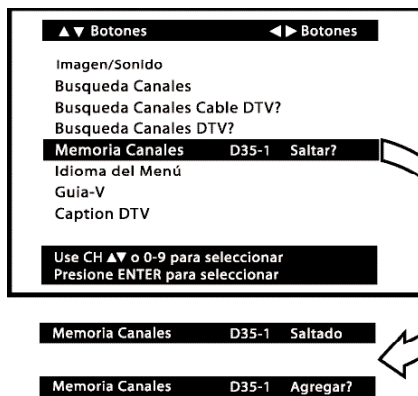 ▲▼ Botones ◀▶ Botones
Imagen/Sonido
Busqueda Canales
Busqueda Canales Cable DTV?
Busqueda Canales DTV?
Memoria Canales D35-1 Saltar?
Idioma del Menú
Guia-V
Caption DTV
Use CH ▲▼ o 0-9 para seleccionar
Presione ENTER para seleccionar
Memoria Canales D35-1 Saltado
Memoria Canales D35-1 Agregar?